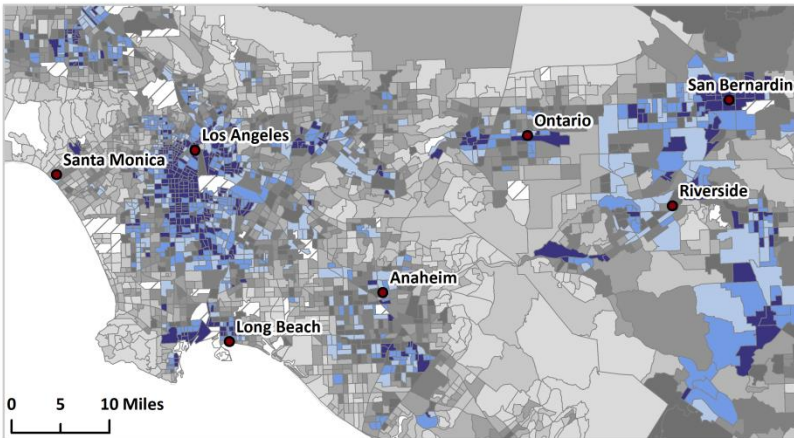 San Bernardin
Los Angeles
Ontario
Santa Monica
Riverside
Anaheim
Long Beach
0 5 10 Miles